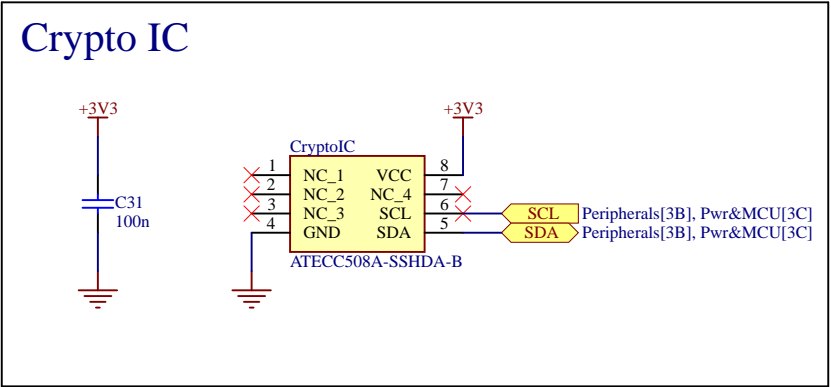 Crypto IC
+3V3
+3V3
CryptoIC
1 NC_1 VCC 8
2 NC_2 NC_4 7
3 NC_3 SCL 6 SCL Peripherals[3B], Pwr&MCU[3C]
4 GND SDA 5 SDA Peripherals[3B], Pwr&MCU[3C]
C31
100n
ATECC508A-SSHDA-B